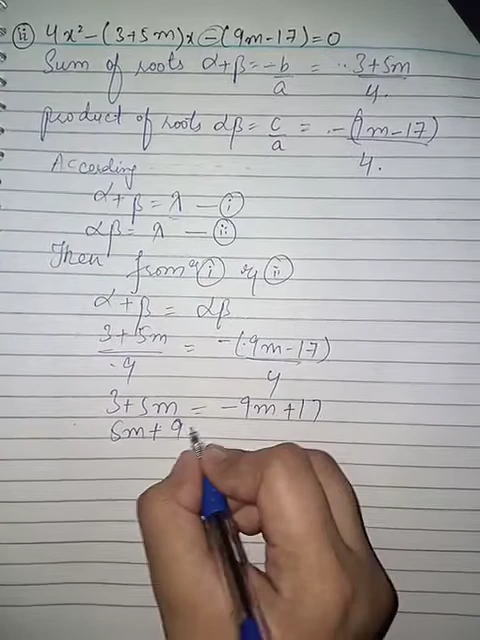 (ii) 4x² - (3+5m)x - (9m-17) = 0
Sum of roots α+β = -b/a = 3+5m/4.
product of roots αβ = c/a = -(9m-17)/4.
According
α+β = λ — (i)
αβ = λ — (ii)
Then from (i) & (ii)
α+β = αβ
3+5m/4 = -(9m-17)/4
3+5m = -9m+17
5m+9